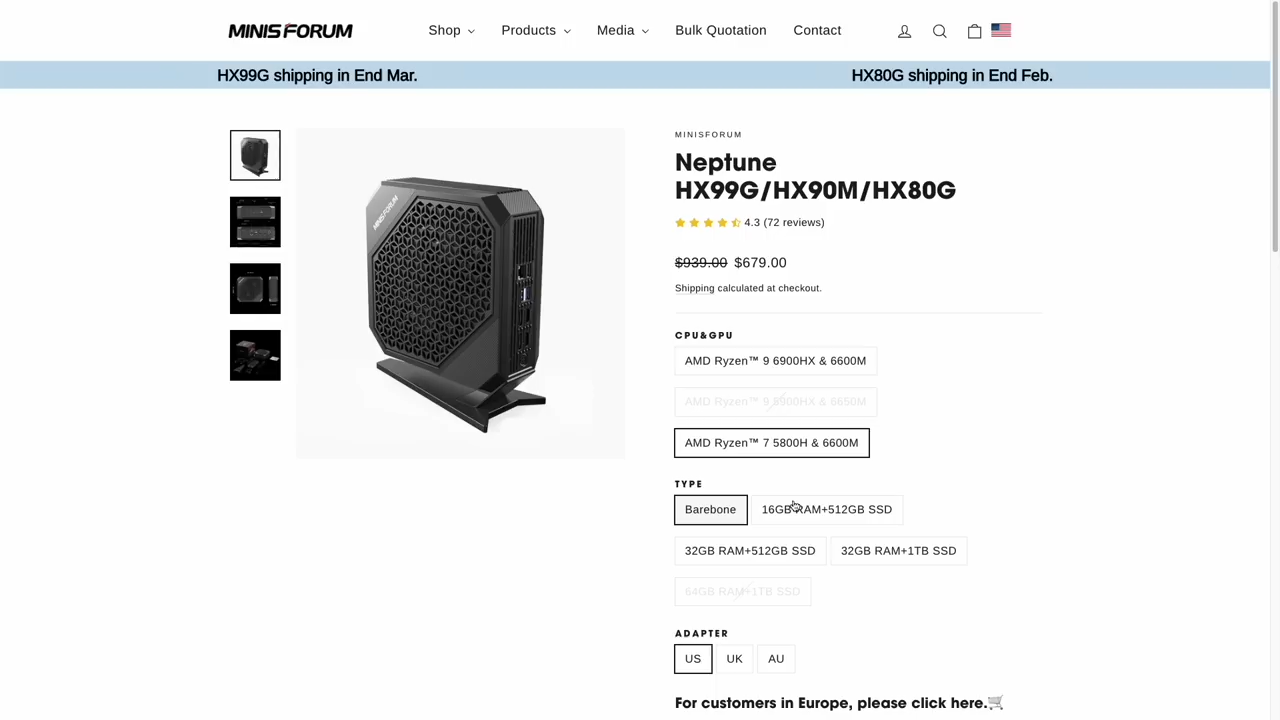 MINISFORUM
Shop
Products
Media
Bulk Quotation
Contact
HX99G shipping in End Mar.
HX80G shipping in End Feb.
MINISFORUM
MINISFORUM
Neptune
HX99G/HX90M/HX80G
4.3 (72 reviews)
$939.00 $679.00
Shipping calculated at checkout.
CPU&GPU
AMD Ryzen™ 9 6900HX & 6600M
AMD Ryzen™ 9 5900HX & 6650M
AMD Ryzen™ 7 5800H & 6600M
TYPE
Barebone
16GB RAM+512GB SSD
32GB RAM+512GB SSD
32GB RAM+1TB SSD
64GB RAM+1TB SSD
ADAPTER
US
UK
AU
For customers in Europe, please click here.🛒